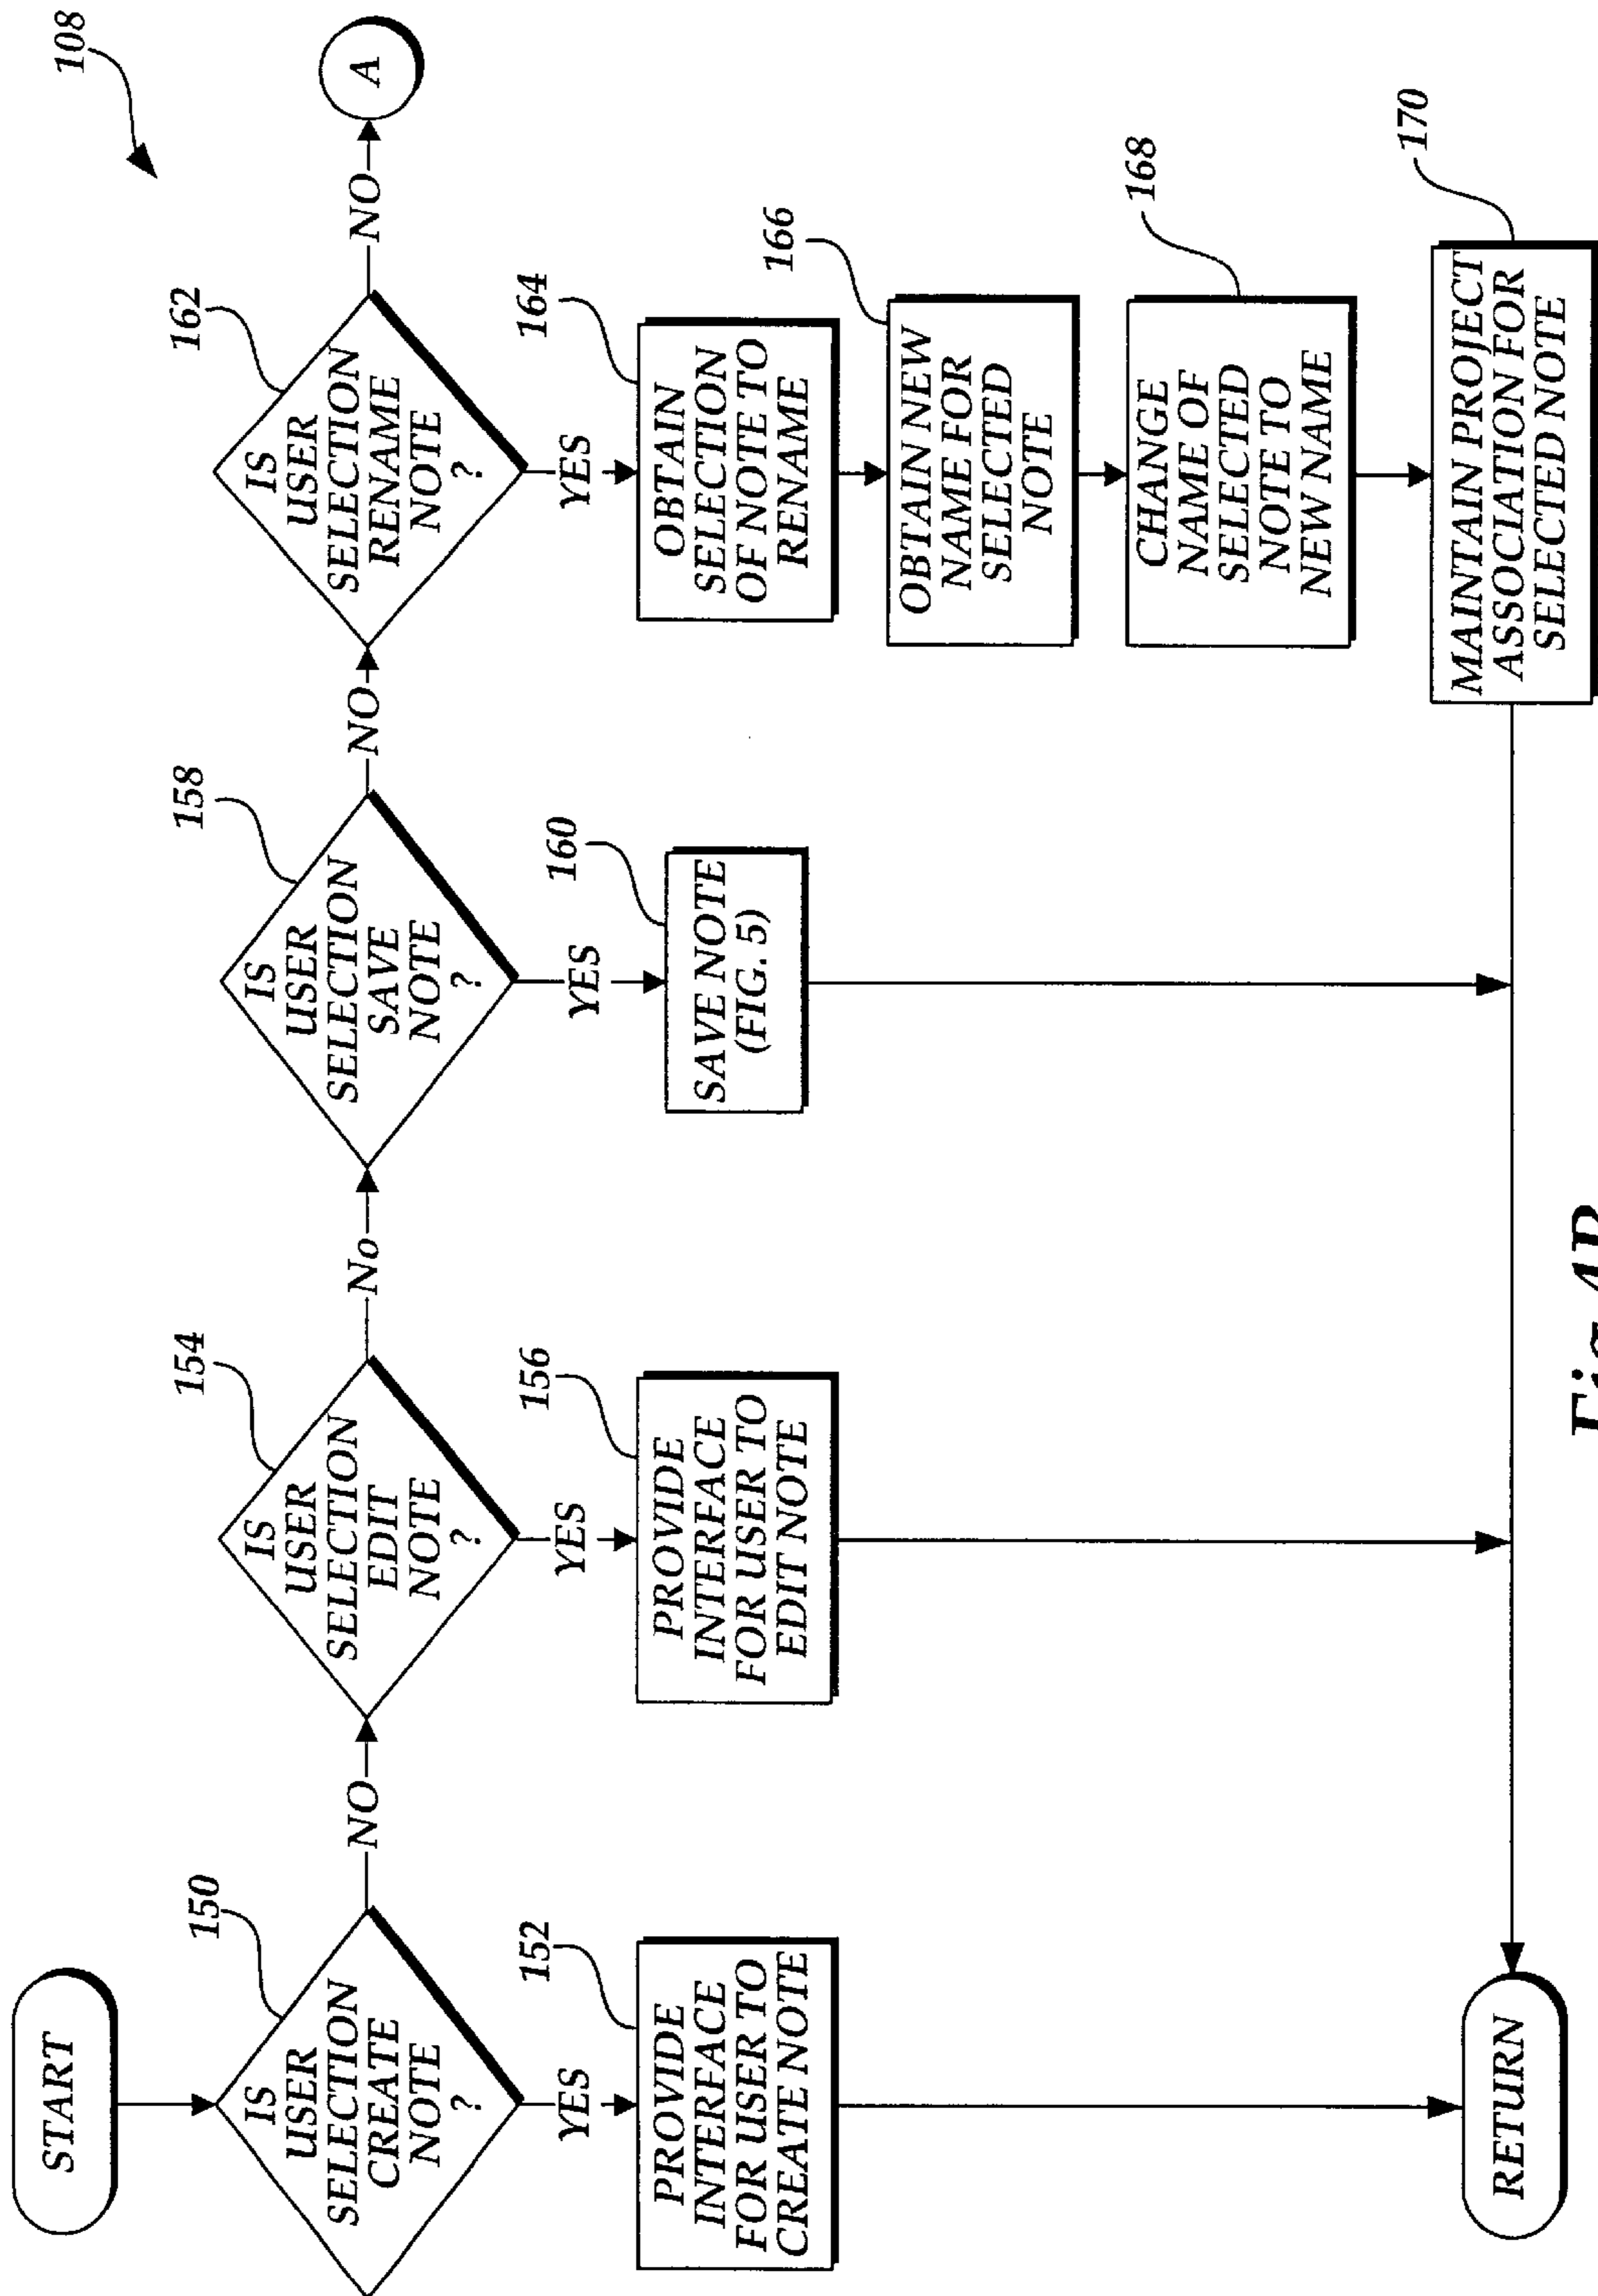 108
START
150
IS
USER
SELECTION
CREATE
NOTE
?
NO
YES
152
PROVIDE
INTERFACE
FOR USER TO
CREATE NOTE
154
IS
USER
SELECTION
EDIT
NOTE
?
No
YES
156
PROVIDE
INTERFACE
FOR USER TO
EDIT NOTE
158
IS
USER
SELECTION
SAVE
NOTE
?
NO
YES
160
SAVE NOTE
(FIG. 5)
162
IS
USER
SELECTION
RENAME
NOTE
?
NO
A
YES
164
OBTAIN
SELECTION
OF NOTE TO
RENAME
166
OBTAIN NEW
NAME FOR
SELECTED
NOTE
168
CHANGE
NAME OF
SELECTED
NOTE TO
NEW NAME
170
MAINTAIN PROJECT
ASSOCIATION FOR
SELECTED NOTE
RETURN